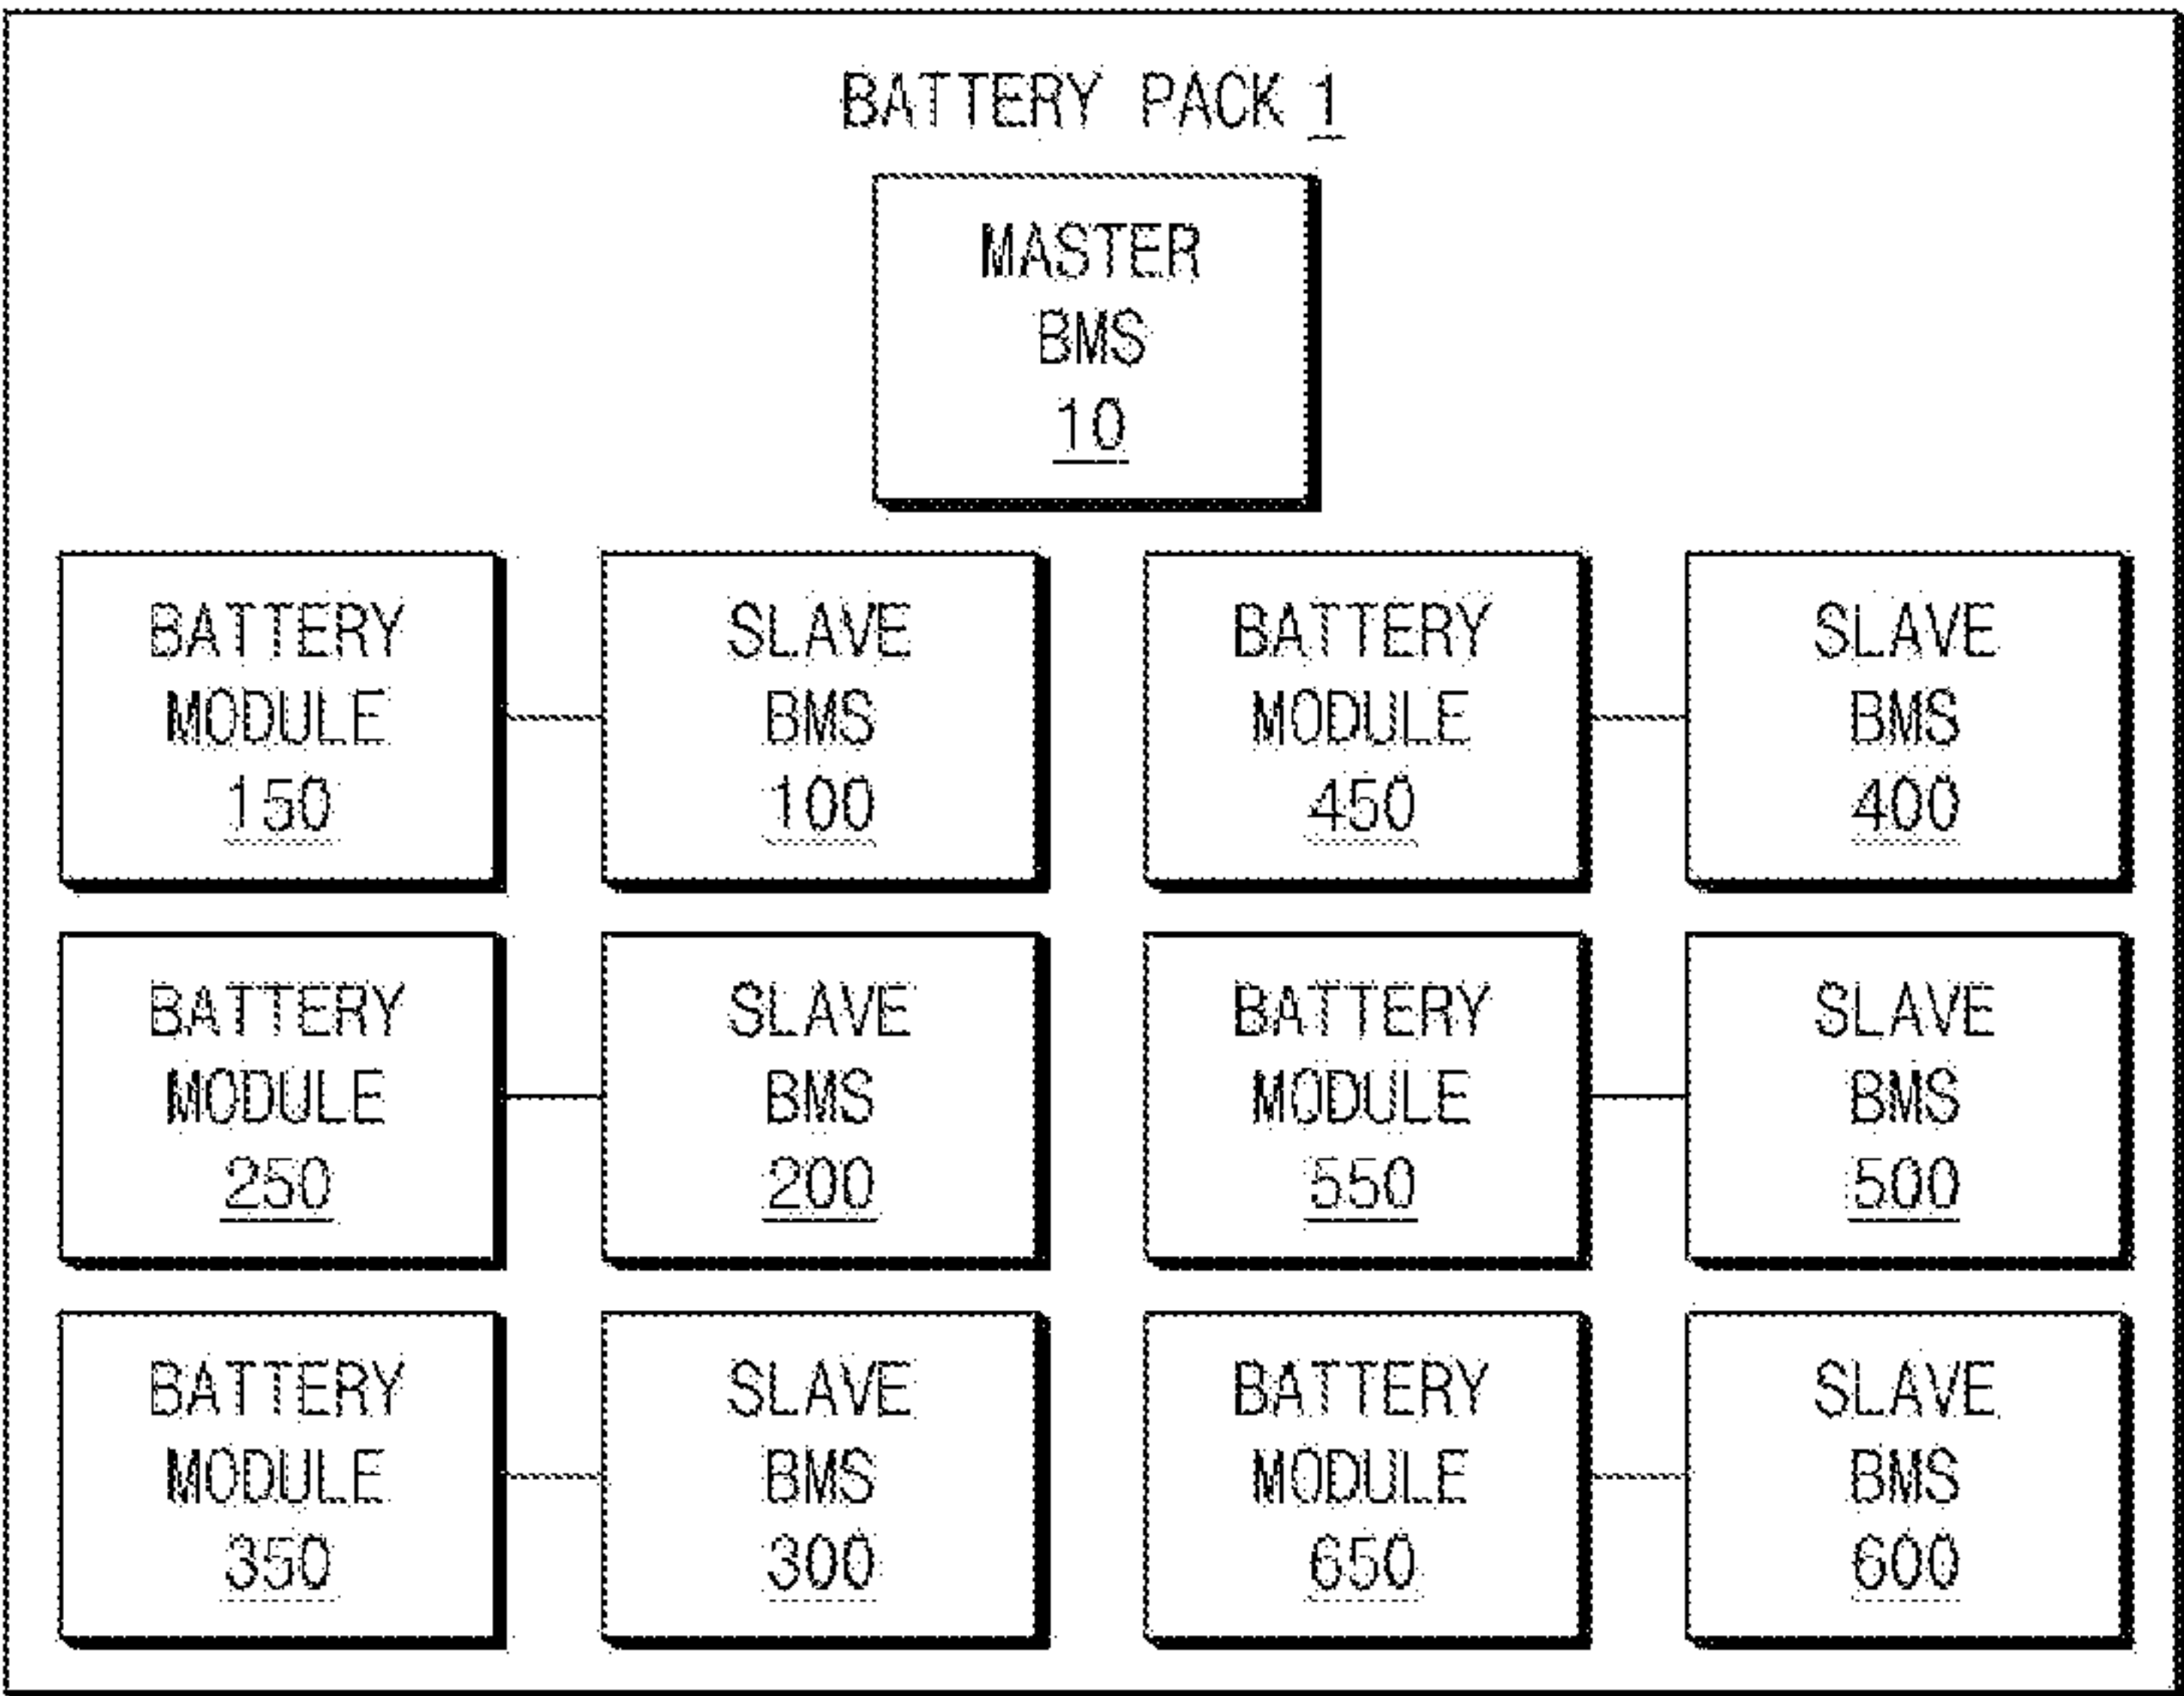 BATTERY PACK 1
MASTER
BMS
10
BATTERY
MODULE
150
SLAVE
BMS
100
BATTERY
MODULE
450
SLAVE
BMS
400
BATTERY
MODULE
250
SLAVE
BMS
200
BATTERY
MODULE
550
SLAVE
BMS
500
BATTERY
MODULE
350
SLAVE
BMS
300
BATTERY
MODULE
650
SLAVE
BMS
600